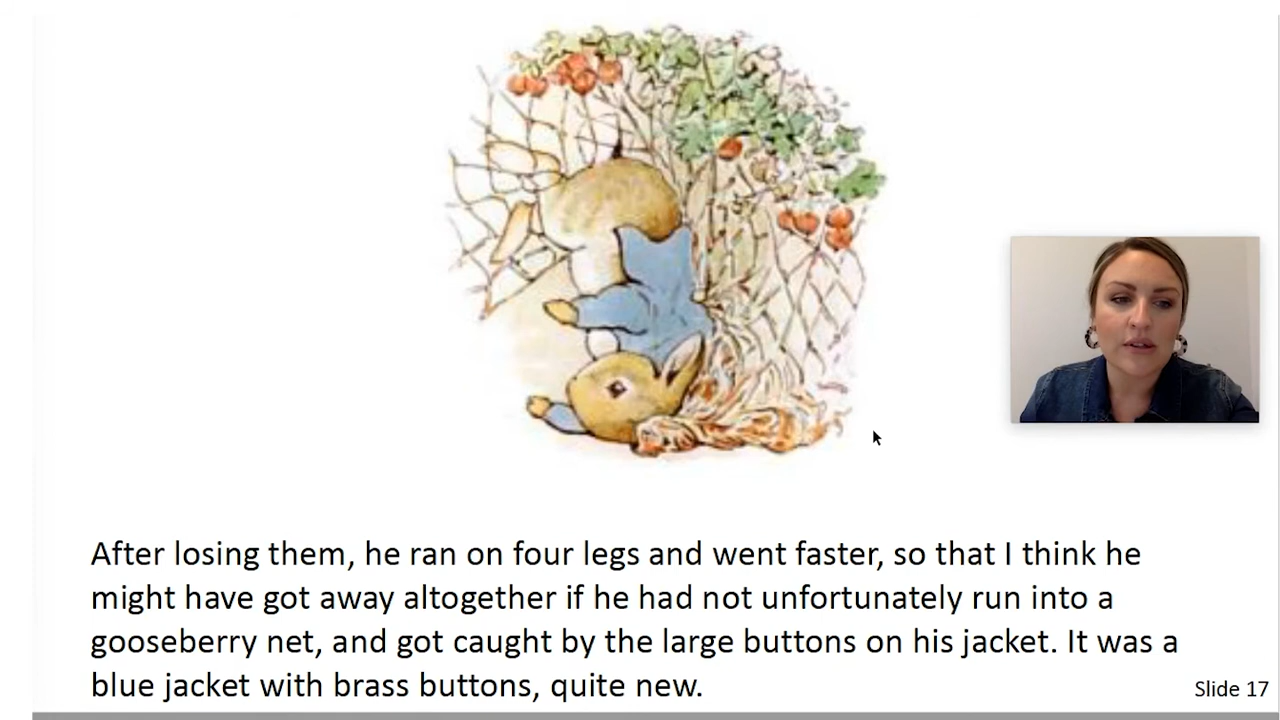 After losing them, he ran on four legs and went faster, so that I think he
might have got away altogether if he had not unfortunately run into a
gooseberry net, and got caught by the large buttons on his jacket. It was a
blue jacket with brass buttons, quite new.
Slide 17